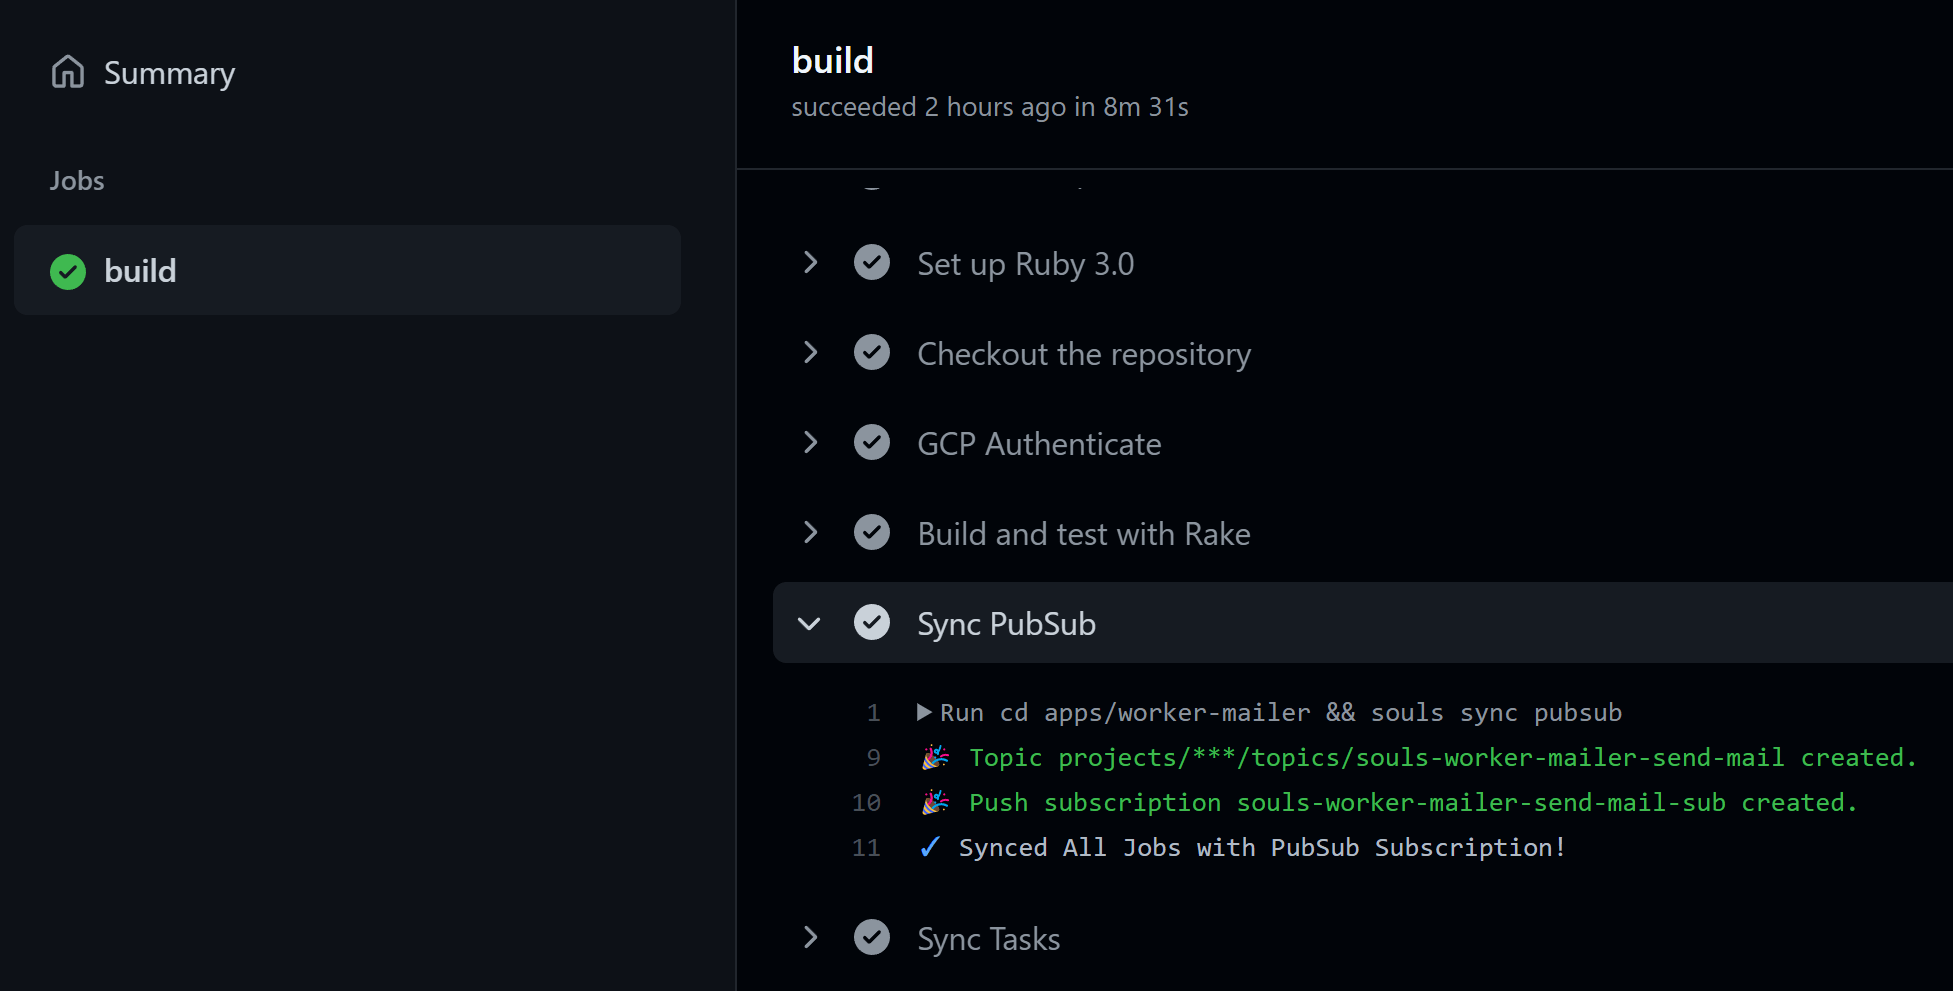 Summary
Jobs
build
build
succeeded 2 hours ago in 8m 31s
Set up Ruby 3.0
Checkout the repository
GCP Authenticate
Build and test with Rake
Sync PubSub
1 ▶Run cd apps/worker-mailer && souls sync pubsub
9 🎉 Topic projects/***/topics/souls-worker-mailer-send-mail created.
10 🎉 Push subscription souls-worker-mailer-send-mail-sub created.
11 ✓ Synced All Jobs with PubSub Subscription!
Sync Tasks